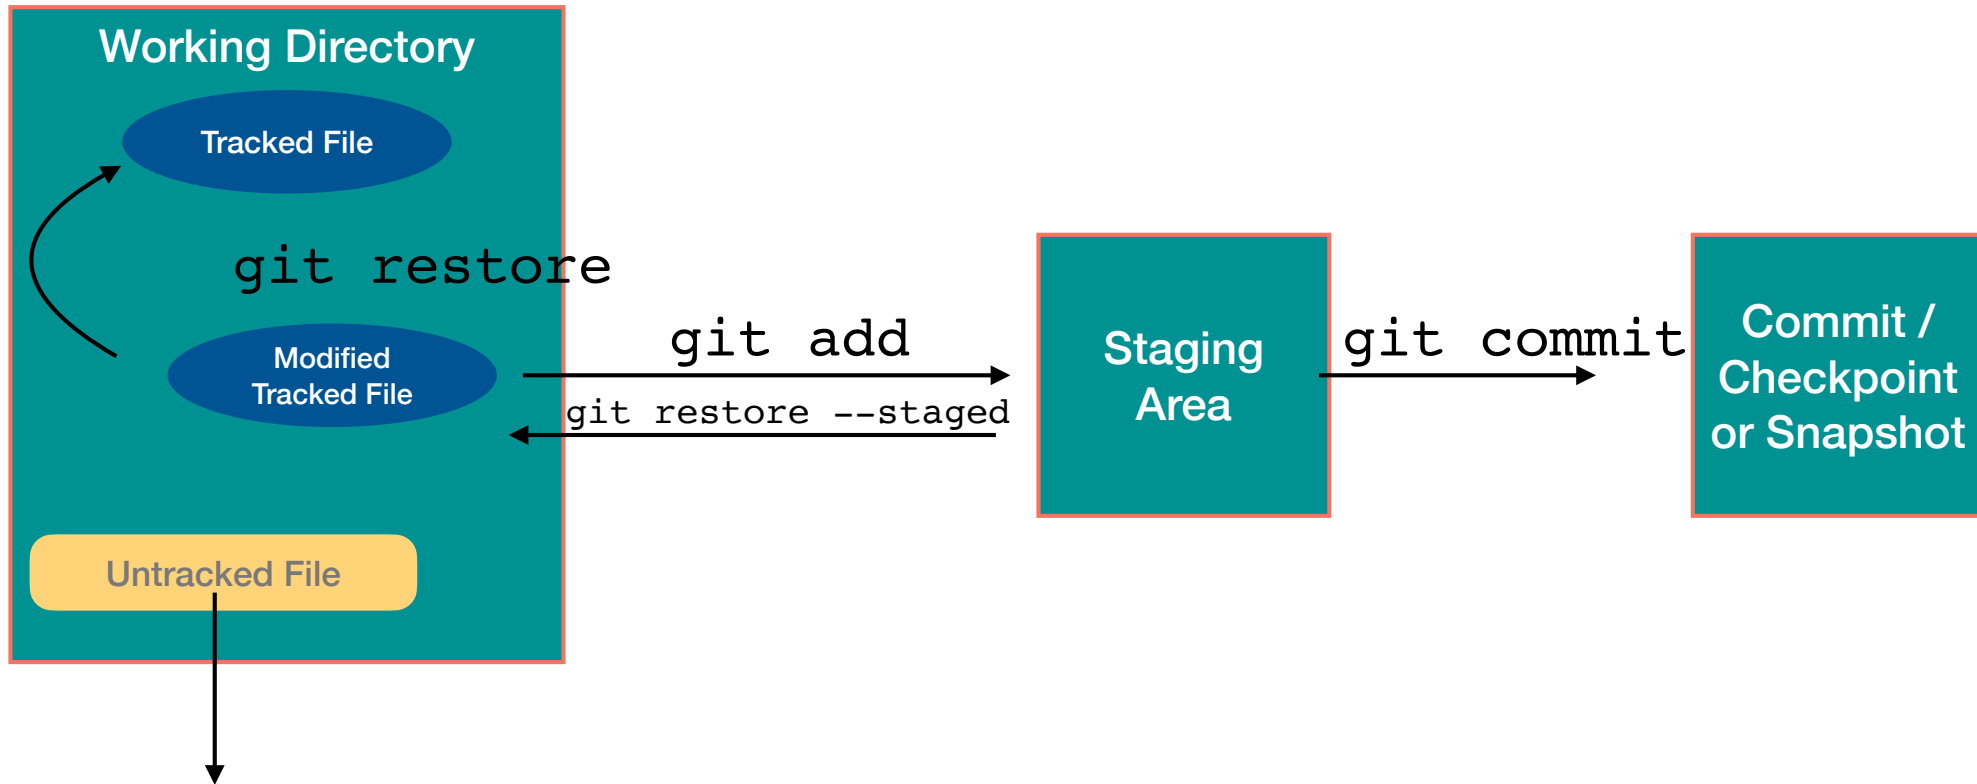 Working Directory
Tracked File
git restore
Modified
Tracked File
git add
git restore --staged
Untracked File
Staging
Area
git commit
Commit /
Checkpoint
or Snapshot